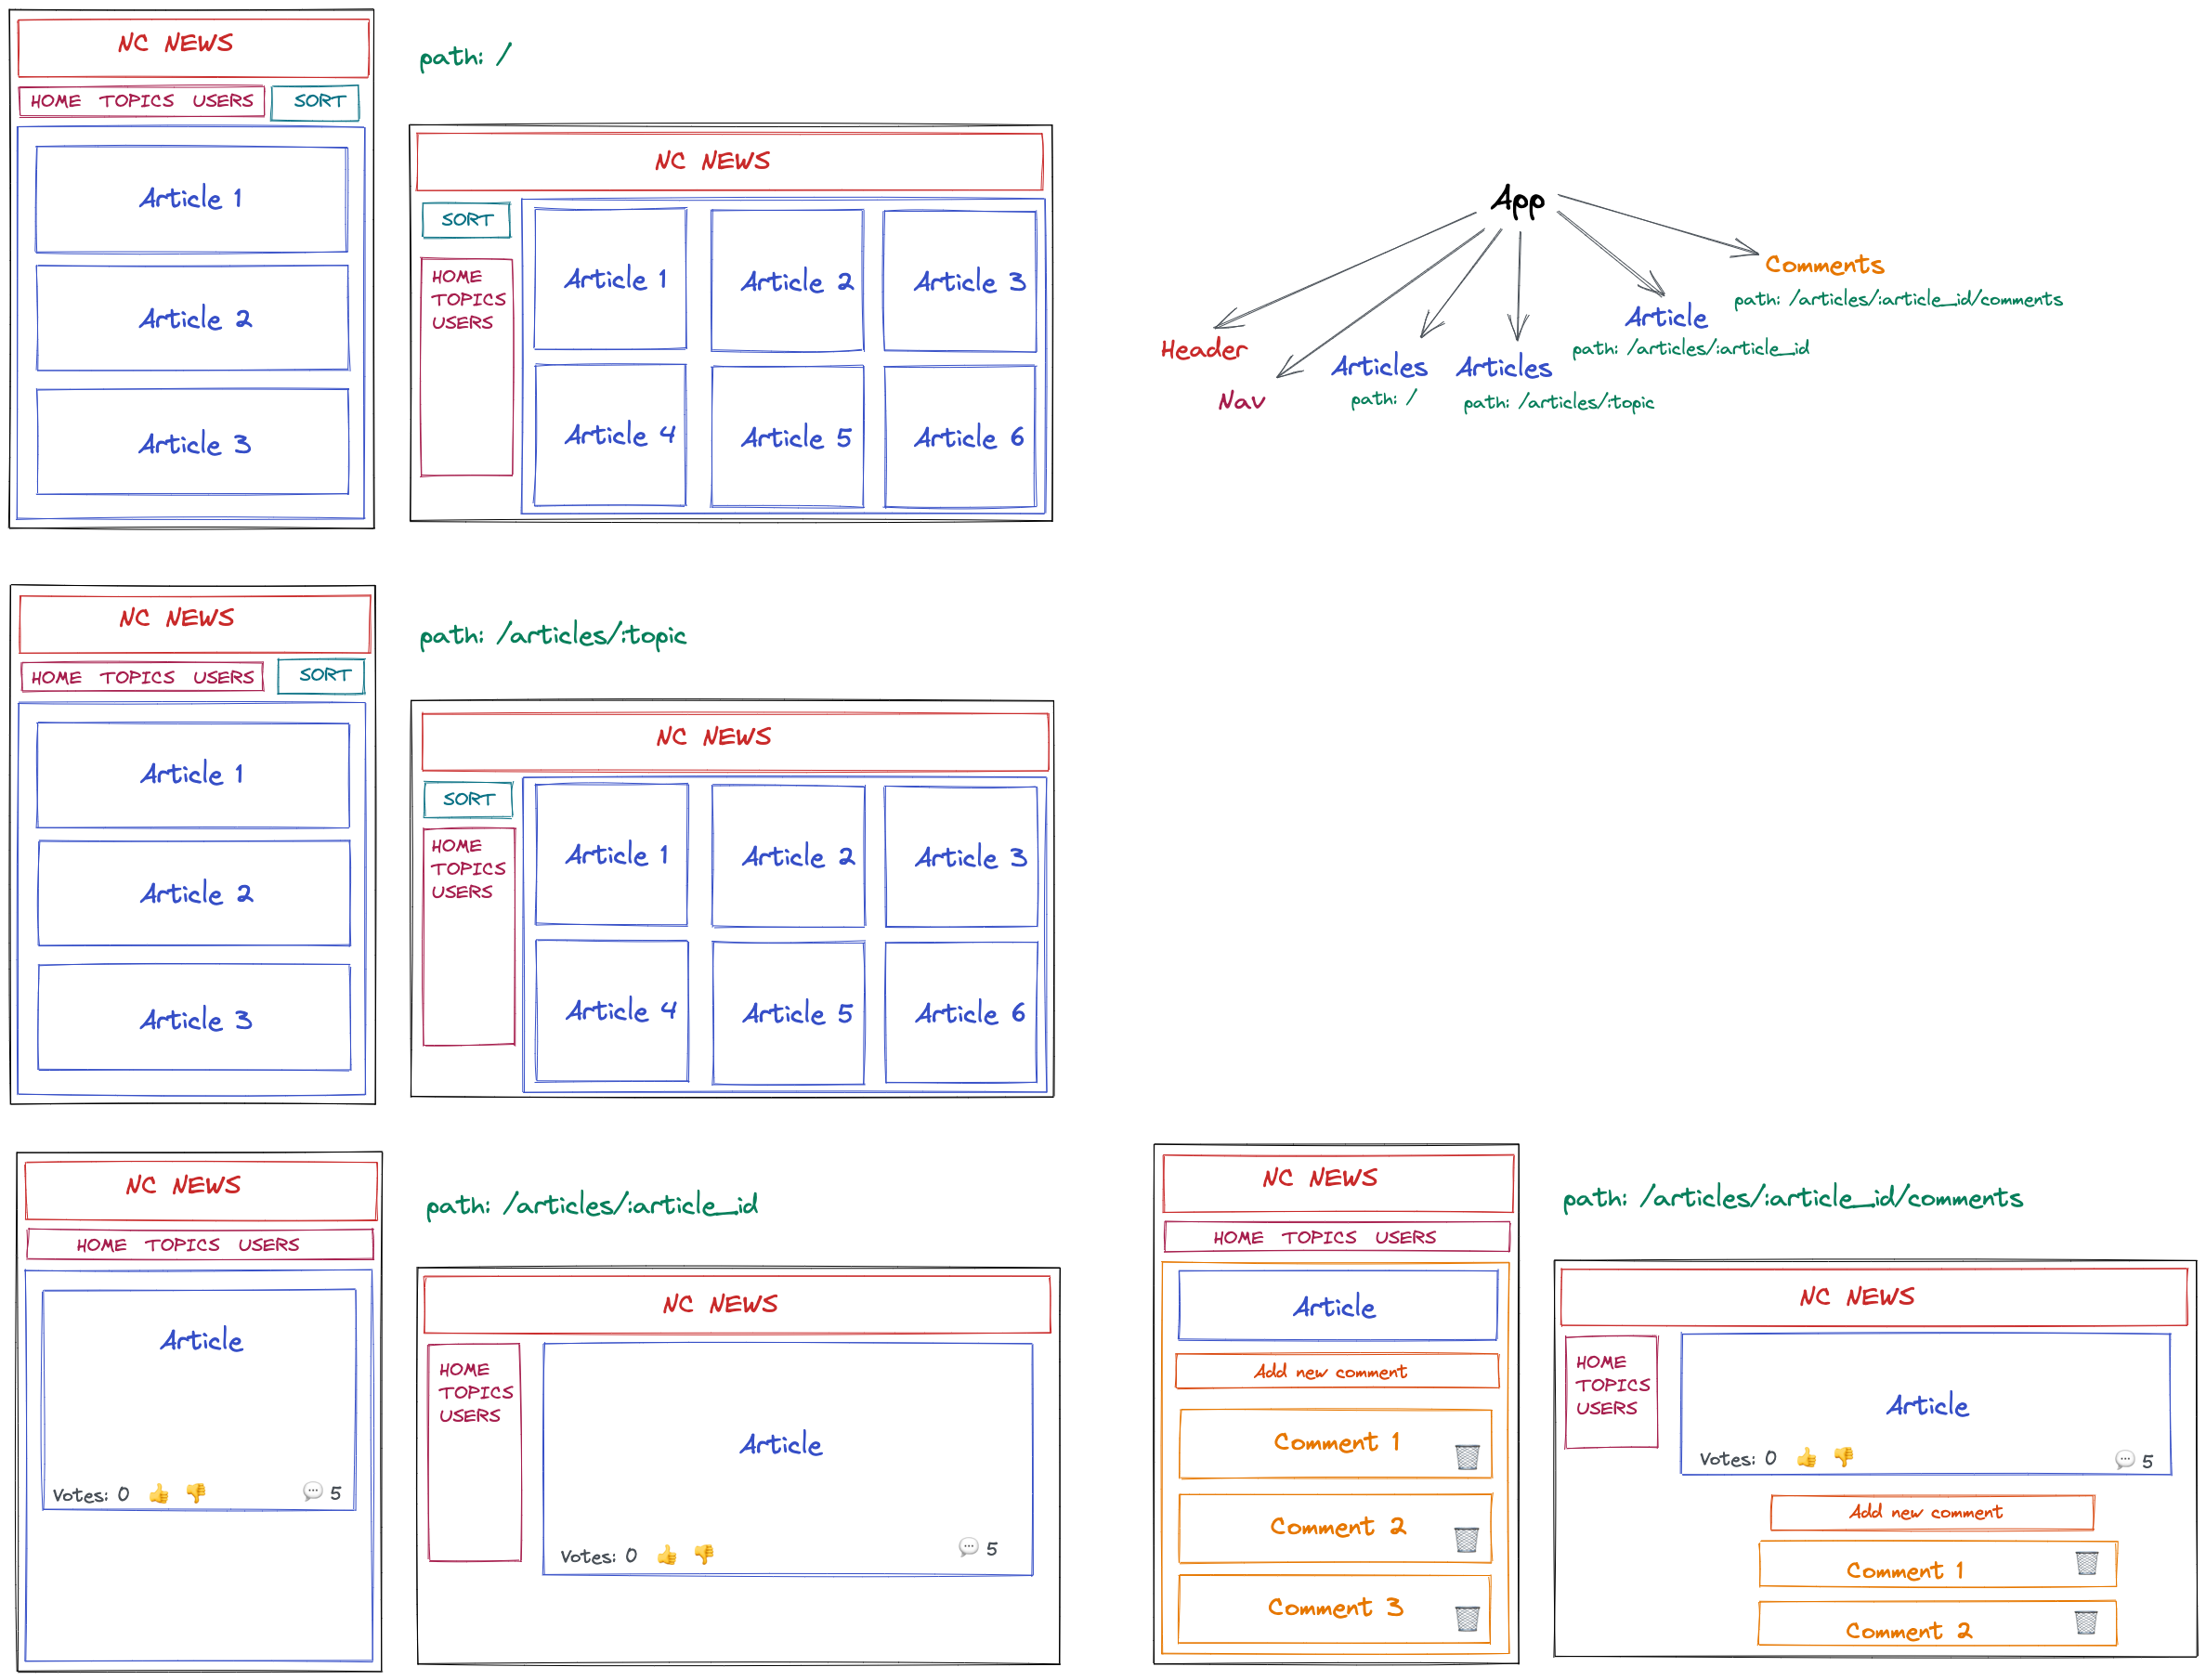 NC NEWS
HOME TOPICS USERS
SORT
Article 1
Article 2
Article 3
path: /
NC NEWS
SORT
HOME
TOPICS
USERS
Article 1
Article 2
Article 3
Article 4
Article 5
Article 6
App
Header
Nav
Articles
path: /
Articles
path: /articles/:topic
Article
path: /articles/:article_id
Comments
path: /articles/:article_id/comments
NC NEWS
HOME TOPICS USERS
SORT
Article 1
Article 2
Article 3
path: /articles/:topic
NC NEWS
SORT
HOME
TOPICS
USERS
Article 1
Article 2
Article 3
Article 4
Article 5
Article 6
NC NEWS
HOME TOPICS USERS
Article
Votes: 0
5
path: /articles/:article_id
NC NEWS
HOME
TOPICS
USERS
Article
Votes: 0
5
NC NEWS
HOME TOPICS USERS
Article
Add new comment
Comment 1
Comment 2
Comment 3
path: /articles/:article_id/comments
NC NEWS
HOME
TOPICS
USERS
Article
Votes: 0
5
Add new comment
Comment 1
Comment 2